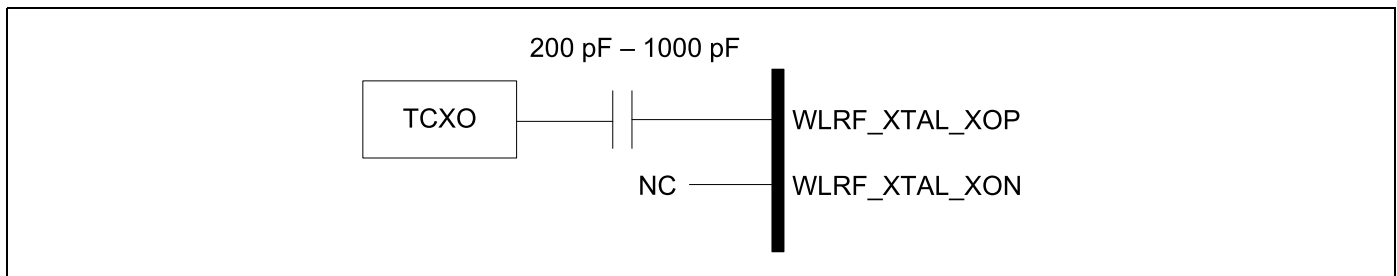 200 pF – 1000 pF
TCXO
WLRF_XTAL_XOP
NC
WLRF_XTAL_XON